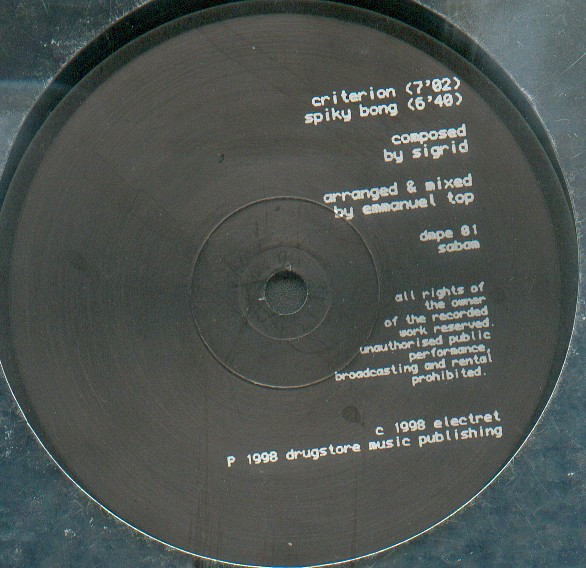 criterion (7'02)
spiky bong (6'40)
composed
by sigrid
arranged & mixed
by emmanuel top
dmpe 01
sabam
all rights of
the owner
of the recorded
work reserved.
unauthorised public
performance,
broadcasting and rental
prohibited.
c 1998 electret
p 1998 drugstore music publishing